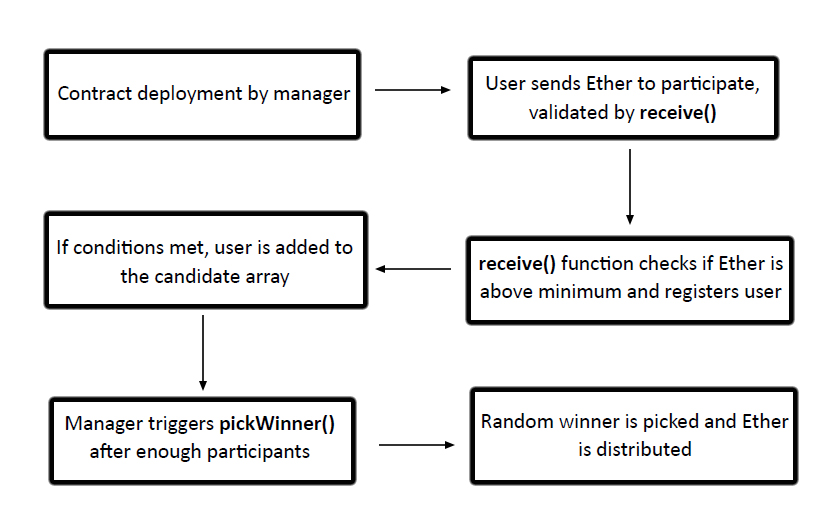 Contract deployment by manager
User sends Ether to participate,
validated by receive()
receive() function checks if Ether is
above minimum and registers user
If conditions met, user is added to
the candidate array
Manager triggers pickWinner()
after enough participants
Random winner is picked and Ether
is distributed